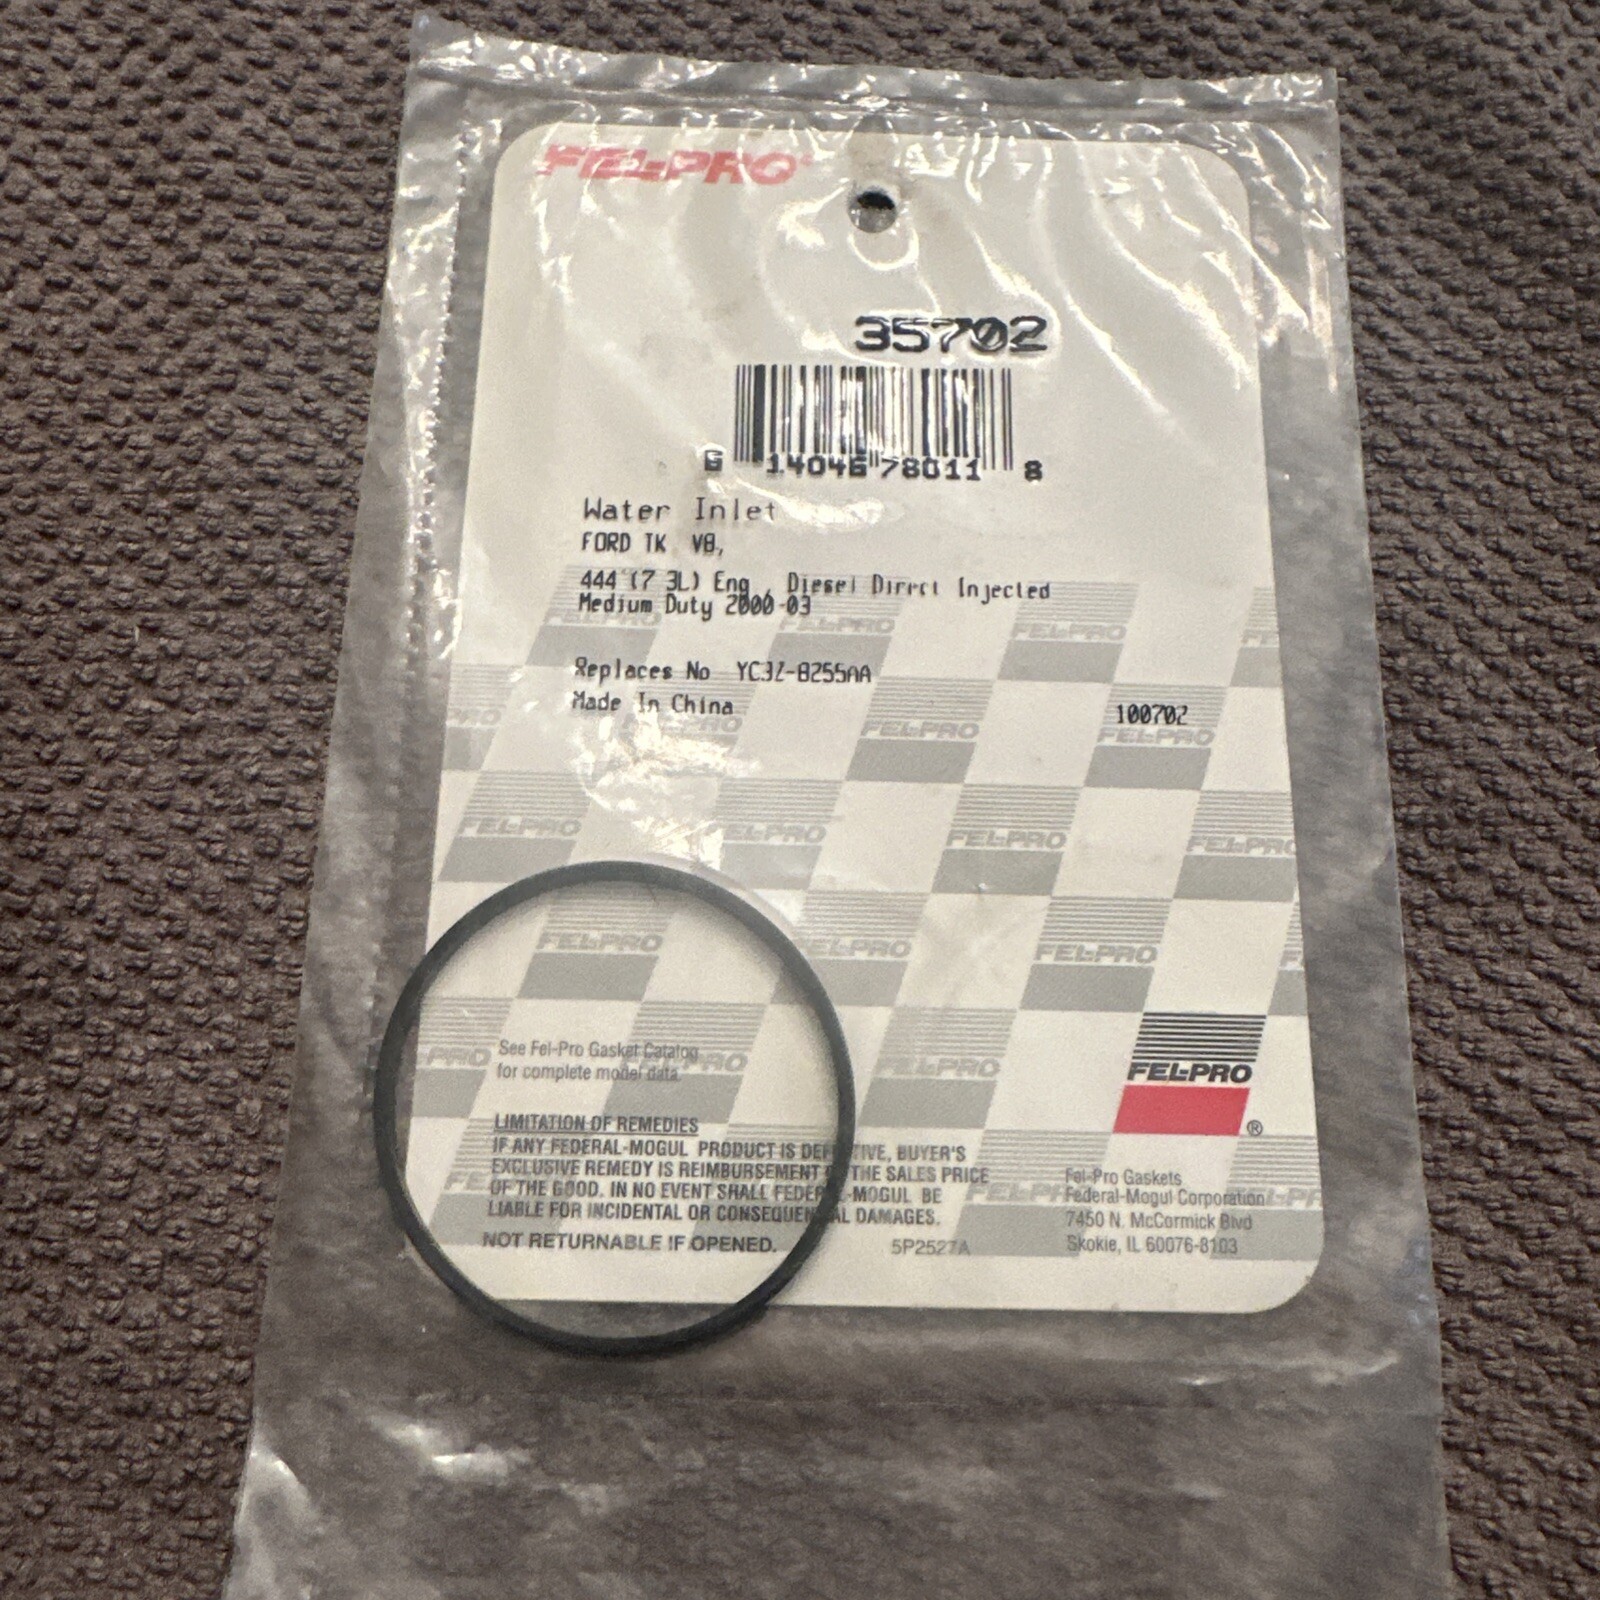 FEL-PRO
35702
6 14046 78011 8
Water Inlet
FORD TK V8,
444 (7 3L) Eng , Diesel Direct Injected
Medium Duty 2000-03
Replaces No YC3Z-8255AA
Made In China
100702
See Fel-Pro Gasket Catalog
for complete model data.
LIMITATION OF REMEDIES
IF ANY FEDERAL-MOGUL PRODUCT IS DEFECTIVE, BUYER'S
EXCLUSIVE REMEDY IS REIMBURSEMENT THE SALES PRICE
OF THE GOOD. IN NO EVENT SHALL FEDERAL-MOGUL BE
LIABLE FOR INCIDENTAL OR CONSEQUENTIAL DAMAGES.
NOT RETURNABLE IF OPENED.
5P2527A
FEL-PRO
®
Fel-Pro Gaskets
Federal-Mogul Corporation
7450 N. McCormick Blvd
Skokie, IL 60076-8103